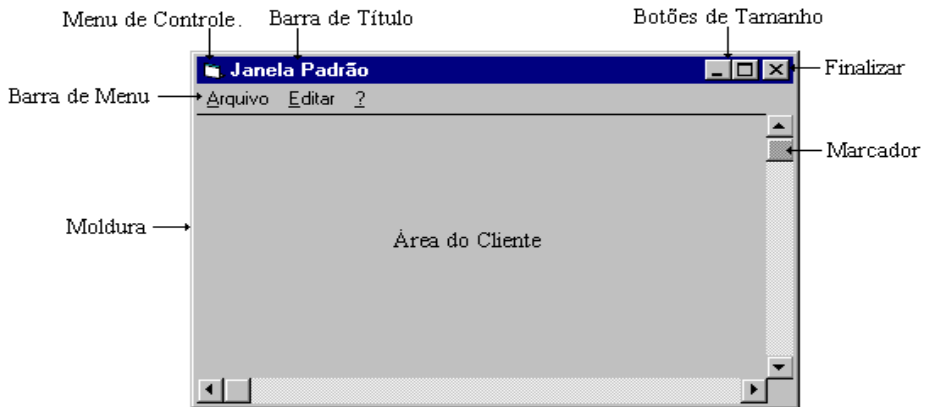 Menu de Controle.
Barra de Título
Botões de Tamanho
Janela Padrão
Finalizar
Barra de Menu
Arquivo Editar ?
Marcador
Moldura
Área do Cliente